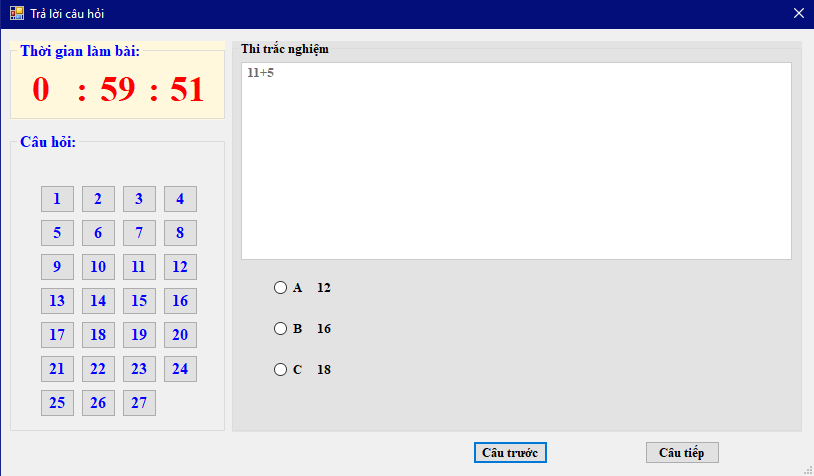 Trả lời câu hỏi
Thời gian làm bài:
0 : 59 : 51
Câu hỏi:
1 2 3 4
5 6 7 8
9 10 11 12
13 14 15 16
17 18 19 20
21 22 23 24
25 26 27
Thi trắc nghiệm
11+5
A 12
B 16
C 18
Câu trước
Câu tiếp